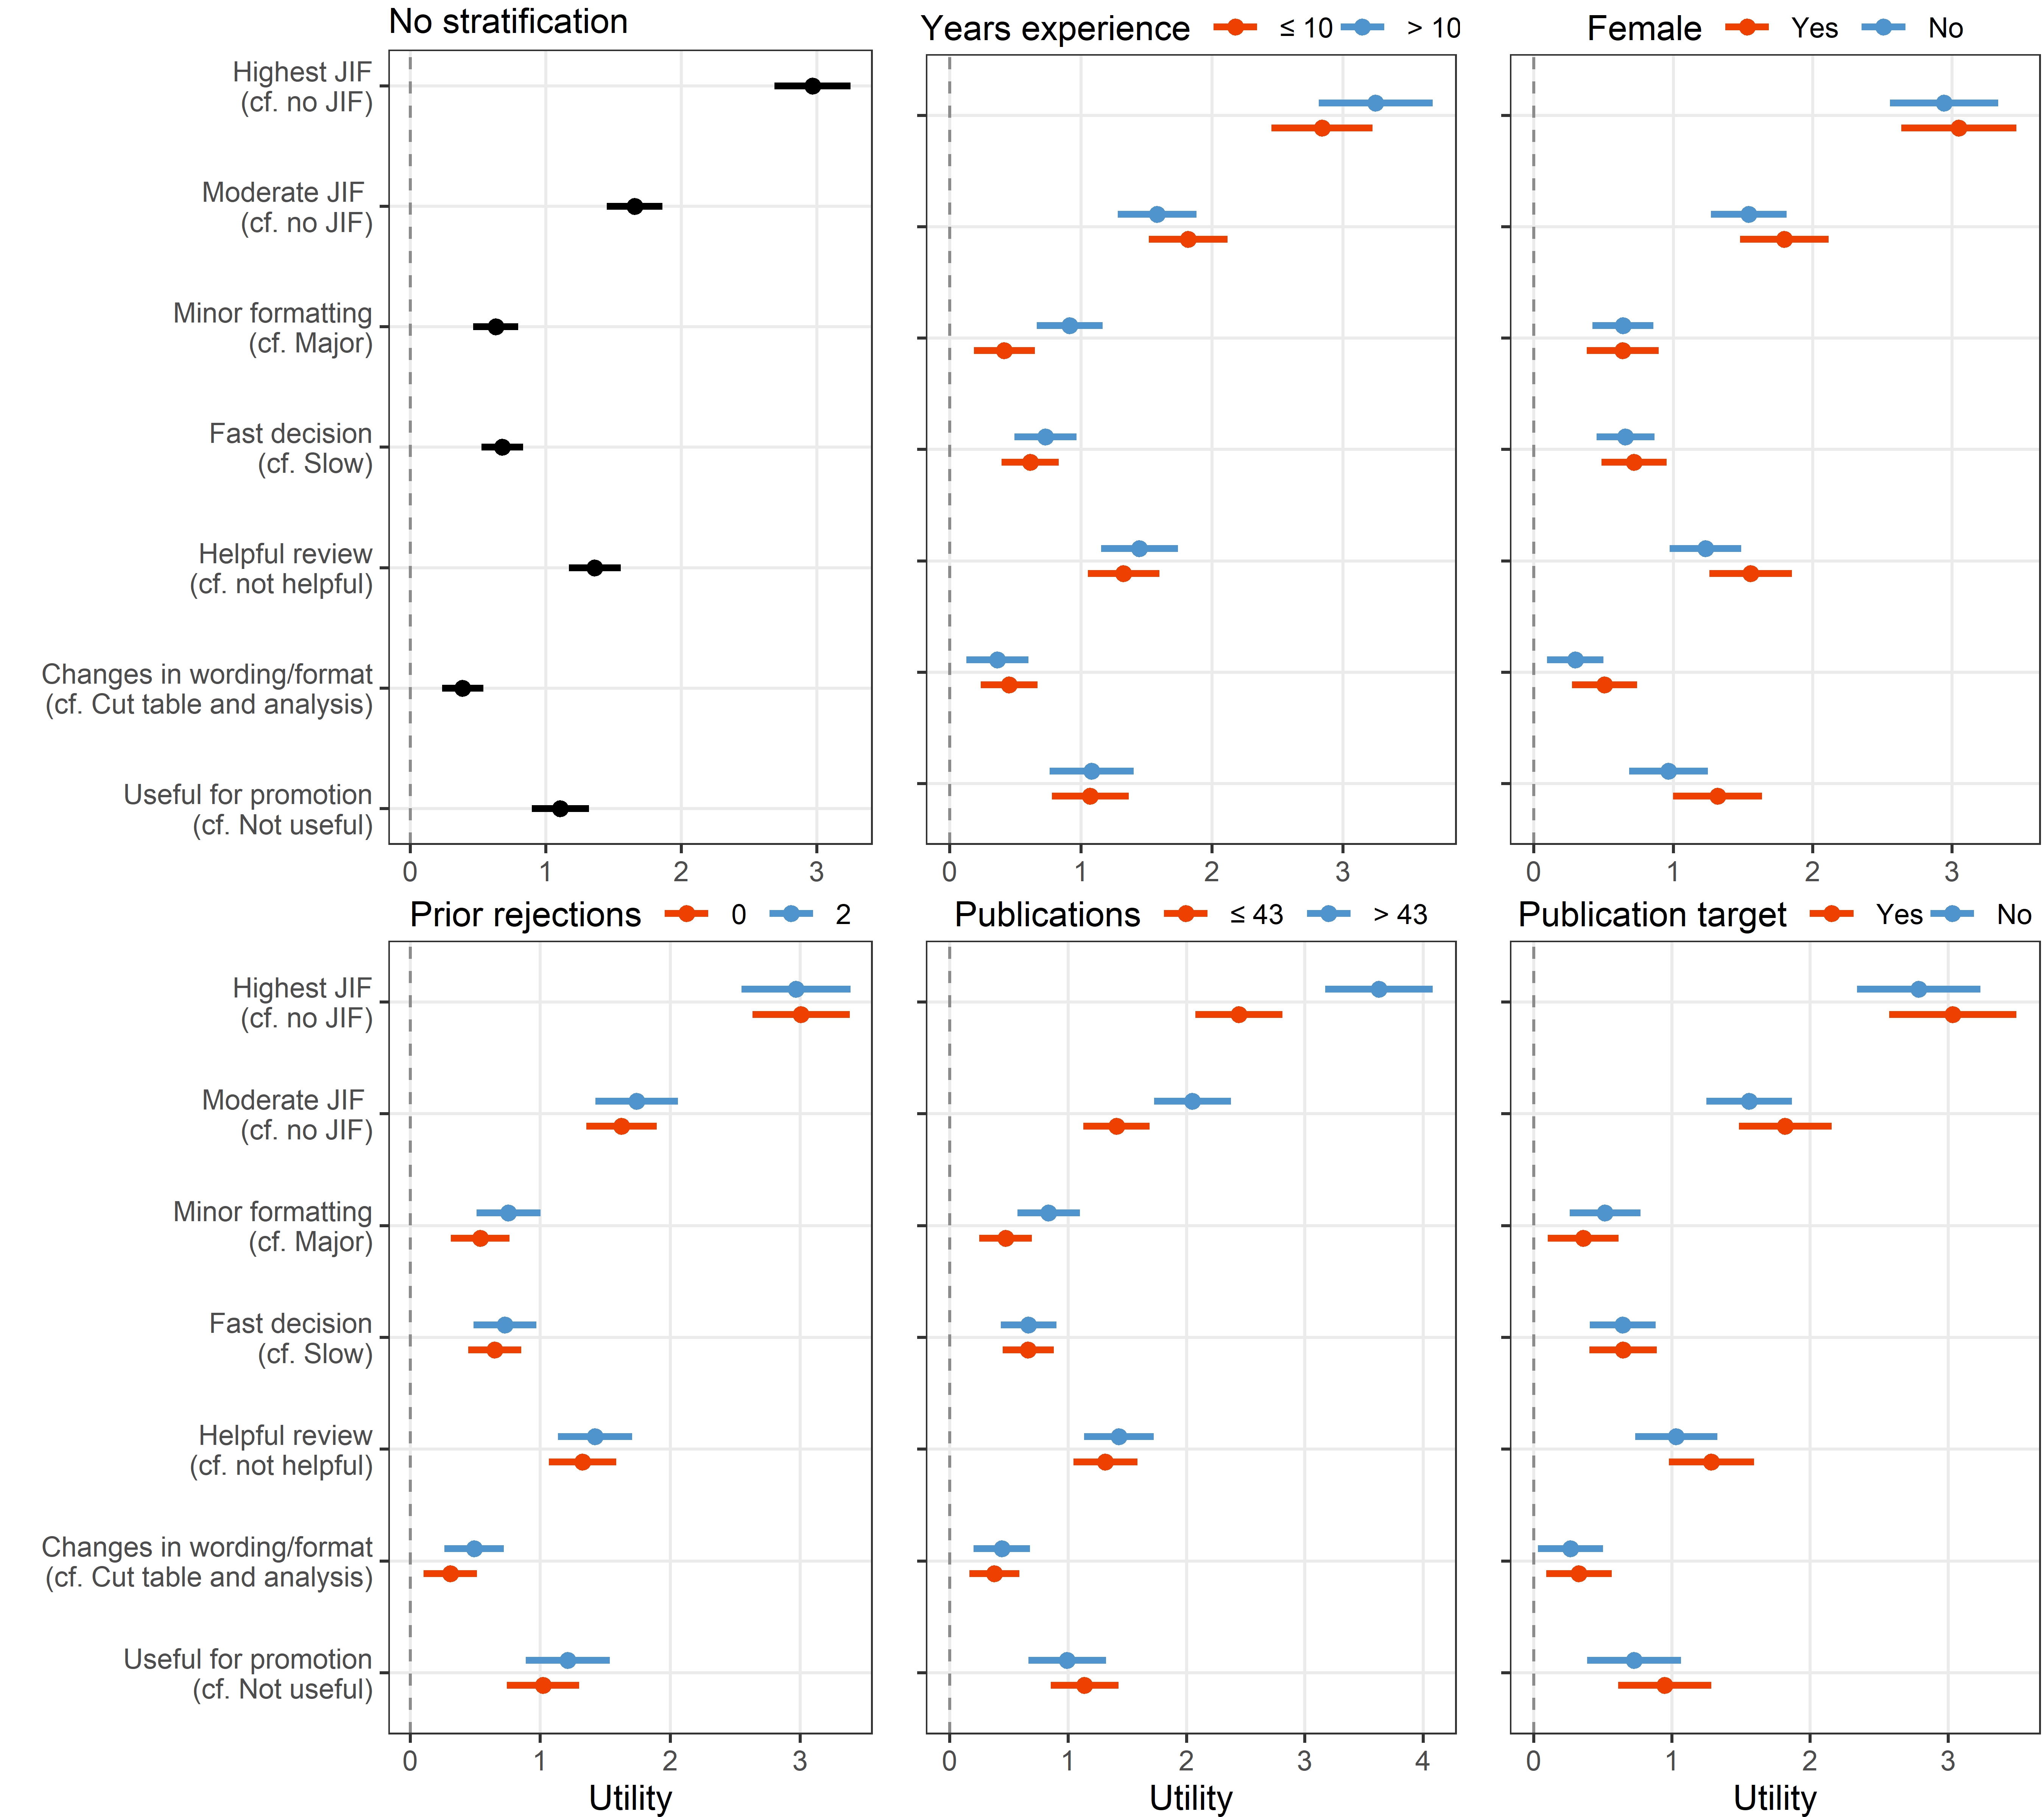 No stratification
Years experience ≤ 10 > 10
Female Yes No
Highest JIF
(cf. no JIF)
Moderate JIF
(cf. no JIF)
Minor formatting
(cf. Major)
Fast decision
(cf. Slow)
Helpful review
(cf. not helpful)
Changes in wording/format
(cf. Cut table and analysis)
Useful for promotion
(cf. Not useful)
0 1 2 3
0 1 2 3
0 1 2 3
Prior rejections 0 2
Publications ≤ 43 > 43
Publication target Yes No
Highest JIF
(cf. no JIF)
Moderate JIF
(cf. no JIF)
Minor formatting
(cf. Major)
Fast decision
(cf. Slow)
Helpful review
(cf. not helpful)
Changes in wording/format
(cf. Cut table and analysis)
Useful for promotion
(cf. Not useful)
0 1 2 3
0 1 2 3 4
0 1 2 3
Utility
Utility
Utility